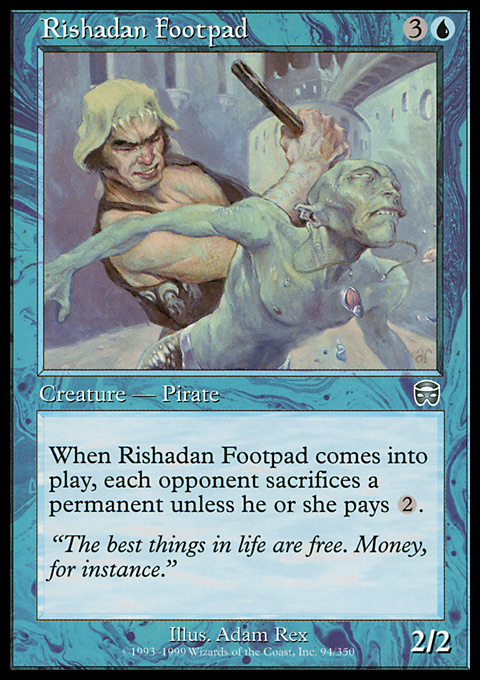 Rishadan Footpad 3
Creature — Pirate
When Rishadan Footpad comes into
play, each opponent sacrifices a
permanent unless he or she pays 2.
“The best things in life are free. Money,
for instance.”
Illus. Adam Rex
©1993–1999 Wizards of the Coast, Inc. 94/350
2/2